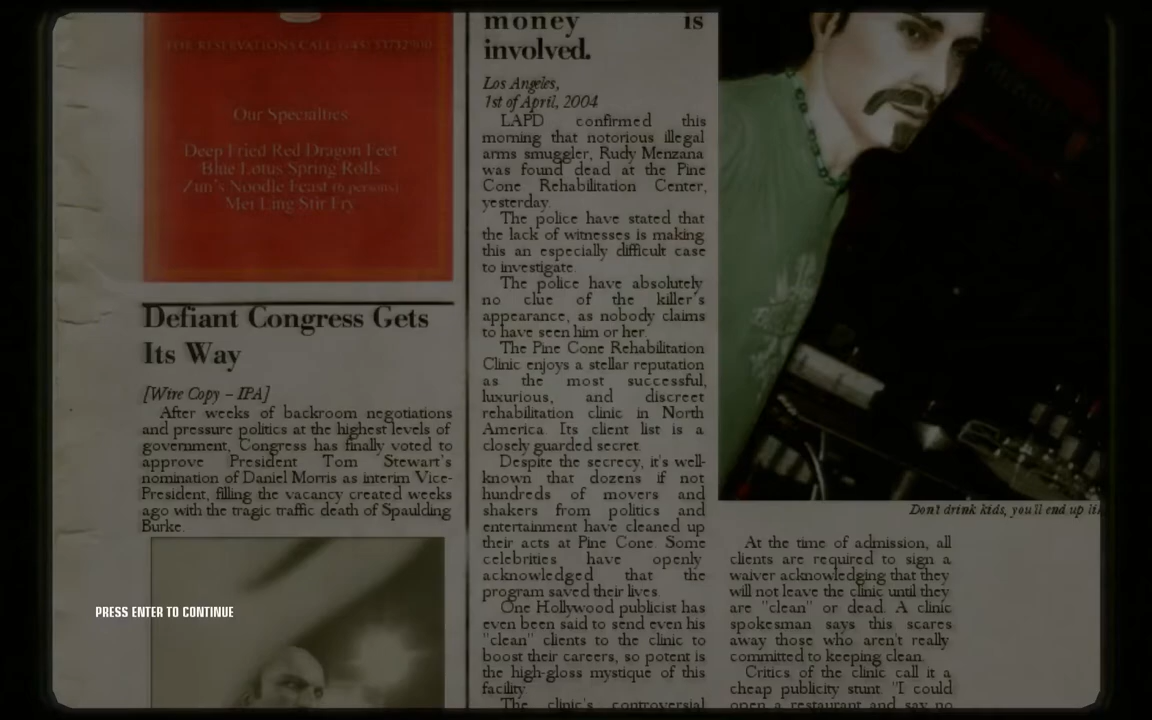 FOR RESERVATIONS CALL
Our Specialties
Deep Fried Red Dragon Feet
Blue Lotus Spring Rolls
Zun's Noodle Feast (6 persons)
Mei Ling Stir Fry
Defiant Congress Gets
Its Way
[Wire Copy – IPA]
After weeks of backroom negotiations
and pressure politics at the highest levels of
government, Congress has finally voted to
approve President Tom Stewart's
nomination of Daniel Morris as interim Vice-
President, filling the vacancy created weeks
ago with the tragic traffic death of Spaulding
Burke.
PRESS ENTER TO CONTINUE
money is
involved.
Los Angeles,
1st of April, 2004
LAPD confirmed this
morning that notorious illegal
arms smuggler, Rudy Menzana
was found dead at the Pine
Cone Rehabilitation Center,
yesterday.
The police have stated that
the lack of witnesses is making
this an especially difficult case
to investigate.
The police have absolutely
no clue of the killer's
appearance, as nobody claims
to have seen him or her.
The Pine Cone Rehabilitation
Clinic enjoys a stellar reputation
as the most successful,
luxurious, and discreet
rehabilitation clinic in North
America. Its client list is a
closely guarded secret.
Despite the secrecy, it's well-
known that dozens if not
hundreds of movers and
shakers from politics and
entertainment have cleaned up
their acts at Pine Cone. Some
celebrities have openly
acknowledged that the
program saved their lives.
One Hollywood publicist has
even been said to send even his
"clean" clients to the clinic to
boost their careers, so potent is
the high-gloss mystique of this
facility.
The clinic's controversial
Don't drink kids, you'll end up
At the time of admission, all
clients are required to sign a
waiver acknowledging that they
will not leave the clinic until they
are "clean" or dead. A clinic
spokesman says this scares
away those who aren't really
committed to keeping clean.
Critics of the clinic call it a
cheap publicity stunt. "I could
open a restaurant and say no